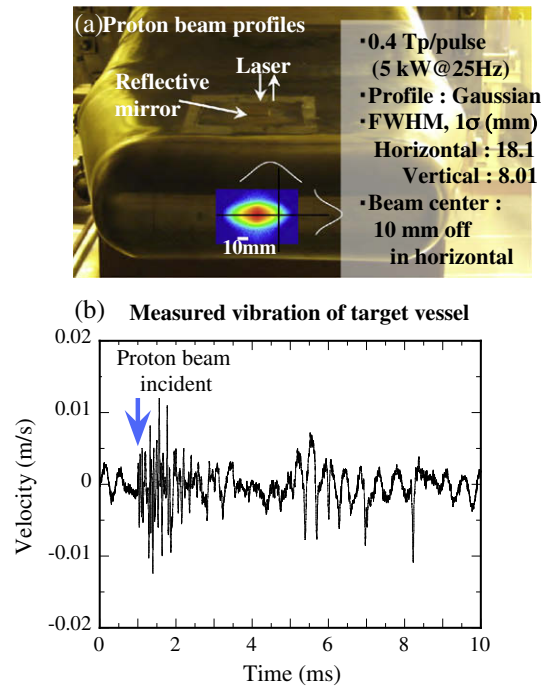 (a) Proton beam profiles
Laser
Reflective
mirror
10mm
・0.4 Tp/pulse
(5 kW@25Hz)
・Profile : Gaussian
・FWHM, 1σ (mm)
Horizontal : 18.1
Vertical : 8.01
・Beam center :
10 mm off
in horizontal
(b) Measured vibration of target vessel
0.02
0.01
0
-0.01
-0.02
Velocity (m/s)
Proton beam
incident
0 2 4 6 8 10
Time (ms)